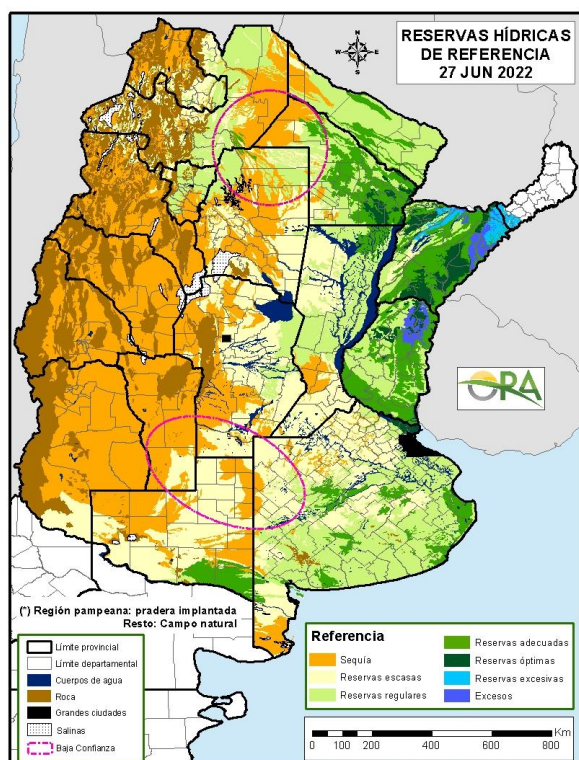 RESERVAS HÍDRICAS
DE REFERENCIA
27 JUN 2022
N
W
E
S
ORA
(*) Región pampeana: pradera implantada
Resto: Campo natural
Límite provincial
Límite departamental
Cuerpos de agua
Roca
Grandes ciudades
Salinas
Baja Confianza
Referencia
Sequía
Reservas escasas
Reservas regulares
Reservas adecuadas
Reservas óptimas
Reservas excesivas
Excesos
Km
0 100 200 400 600 800